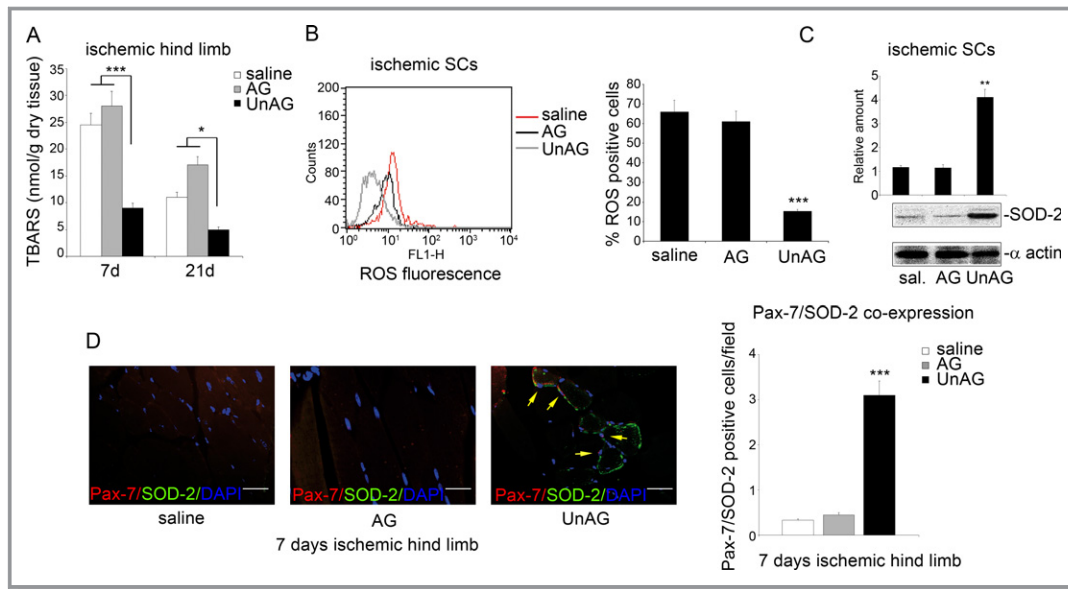 A
ischemic hind limb
TBARS (nmol/g dry tissue)
35
30
25
20
15
10
5
0
***
*
saline
AG
UnAG
7d
21d
B
ischemic SCs
Counts
200
160
120
80
40
0
saline
AG
UnAG
10⁰
10¹
10²
10³
10⁴
FL1-H
ROS fluorescence
% ROS positive cells
80
70
60
50
40
30
20
10
0
***
saline
AG
UnAG
C
ischemic SCs
Relative amount
5
4
3
2
1
0
**
-SOD-2
-α actin
sal. AG UnAG
D
Pax-7/SOD-2/DAPI
saline
Pax-7/SOD-2/DAPI
AG
Pax-7/SOD-2/DAPI
UnAG
7 days ischemic hind limb
Pax-7/SOD-2 co-expression
Pax-7/SOD-2 positive cells/field
4
3
2
1
0
saline
AG
UnAG
***
7 days ischemic hind limb